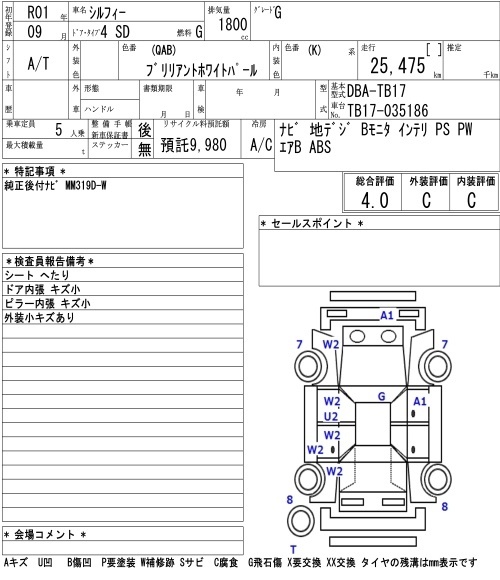 初年登録 R01 年 09 月
車名 シルフィー
ドア・タイプ 4 SD 燃料 G
排気量 1800 cc
グレード G
シフト A/T
外装色 色番 (QAB)
ブリリアントホワイトパール
内装色 色番 (K) 系
走行 [ ] 25,475 km
推定 千km
車歴
外車 形態
ハンドル
書類期限 月 日
車検 年 月
型式 基本型式 DBA-TB17
車台No. TB17-035186
乗車定員 5 人乗
最大積載量 t
整備手帳
新車保証書
ステッカー
後無
リサイクル料預託額
預託9,980
冷房 A/C
ナビ 地デジ Bモニタ インテリ PS PW
エアB ABS
* 特記事項 *
純正後付ナビ MM319D-W
総合評価 外装評価 内装評価
4.0 C C
* セールスポイント *
* 検査員報告備考 *
シート へたり
ドア内張 キズ小
ピラー内張 キズ小
外装小キズあり
A1
7 W2 7
W2 G A1
U2
W2
W2
W2
8 8
T
* 会場コメント *
Aキズ U凹 B傷凹 P要塗装 W補修跡 Sサビ C腐食 G飛石傷 X要交換 XX交換 タイヤの残溝はmm表示です